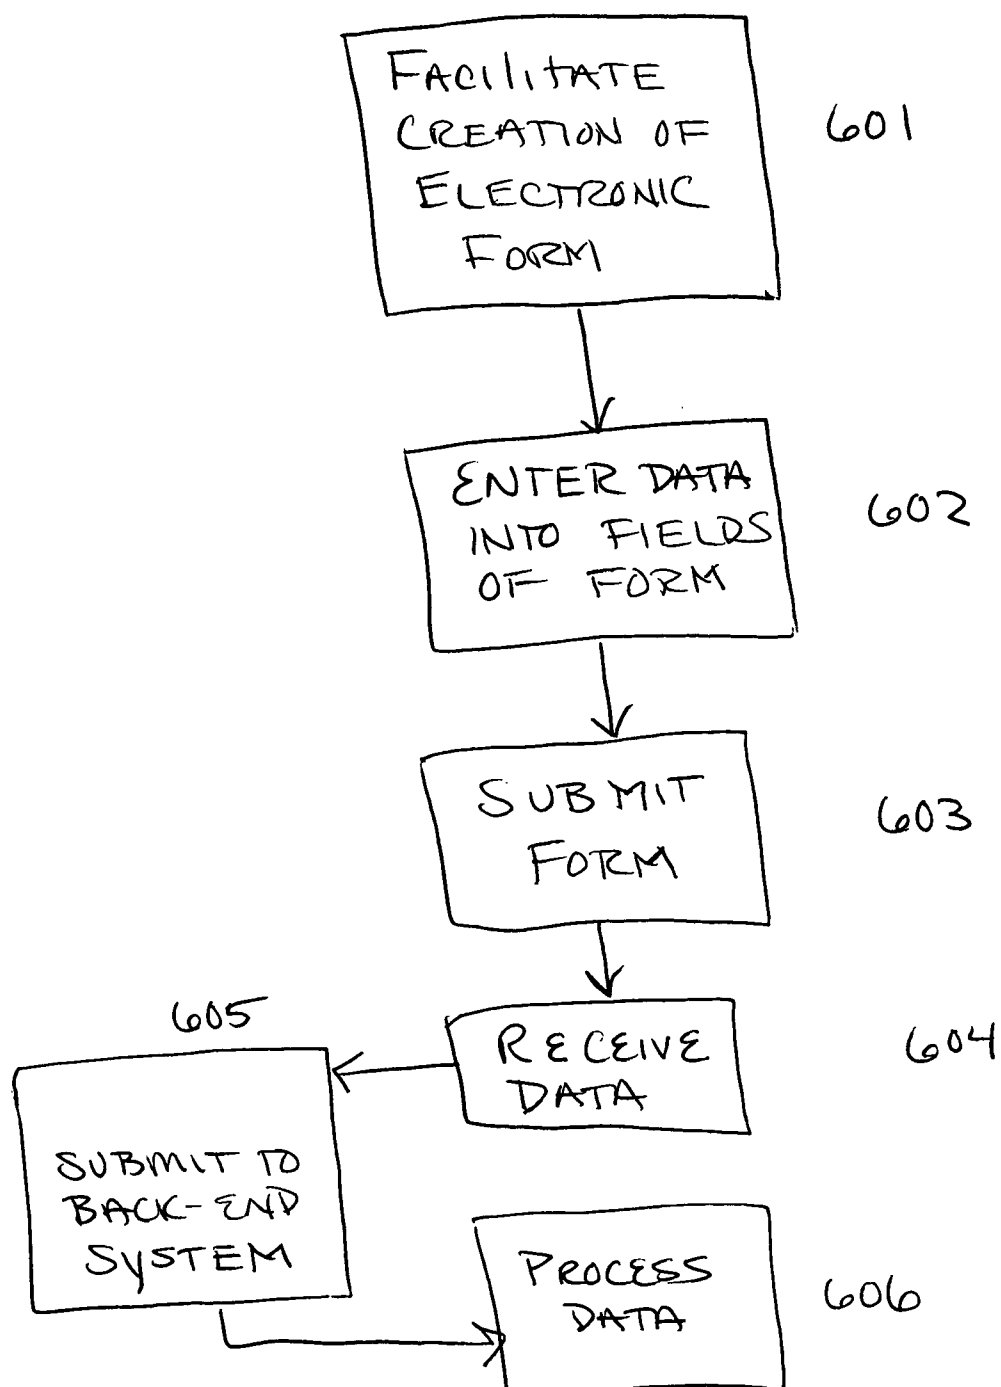 FACILITATE
CREATION OF
ELECTRONIC
FORM
601
ENTER DATA
INTO FIELDS
OF FORM
602
SUBMIT
FORM
603
RECEIVE
DATA
604
605
SUBMIT TO
BACK-END
SYSTEM
PROCESS
DATA
606